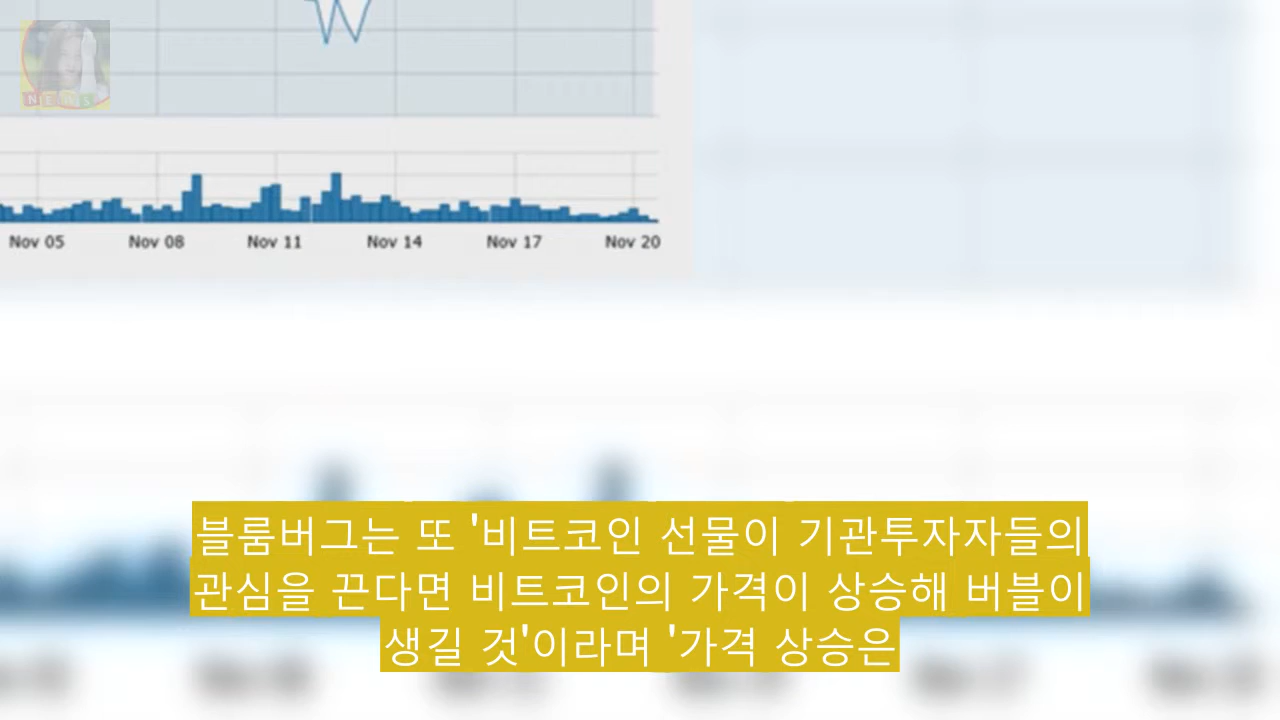 NEWS
Nov 05 Nov 08 Nov 11 Nov 14 Nov 17 Nov 20
블룸버그는 또 '비트코인 선물이 기관투자자들의
관심을 끈다면 비트코인의 가격이 상승해 버블이
생길 것'이라며 '가격 상승은